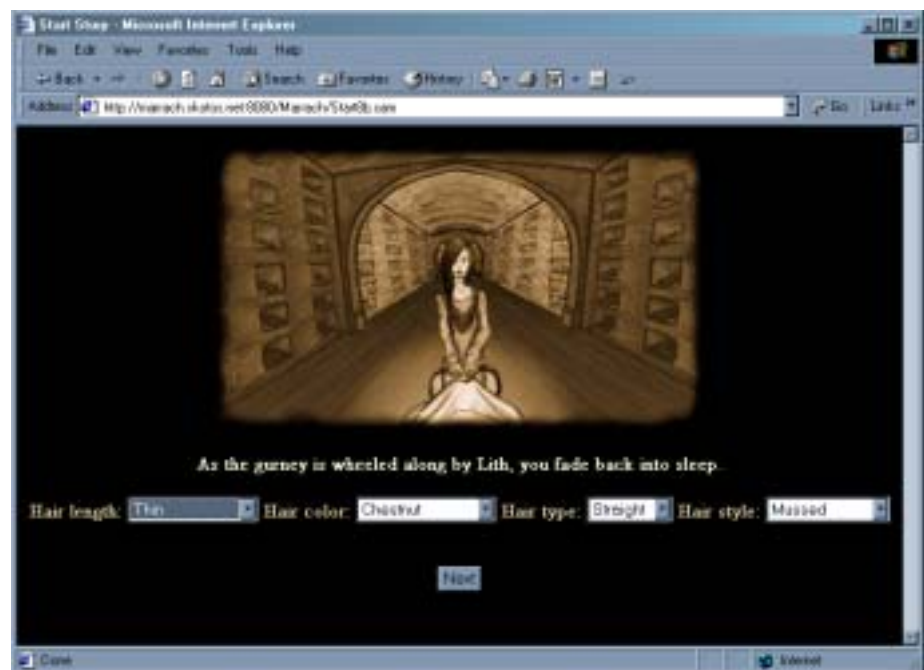 Start Story - Microsoft Internet Explorer
File Edit View Favorites Tools Help
Back Search Favorites History
Address Go Links
As the gurney is wheeled along by Lith, you fade back into sleep.
Hair length: Thin Hair color: Chestnut Hair type: Straight Hair style: Mussed
Next
Done Internet